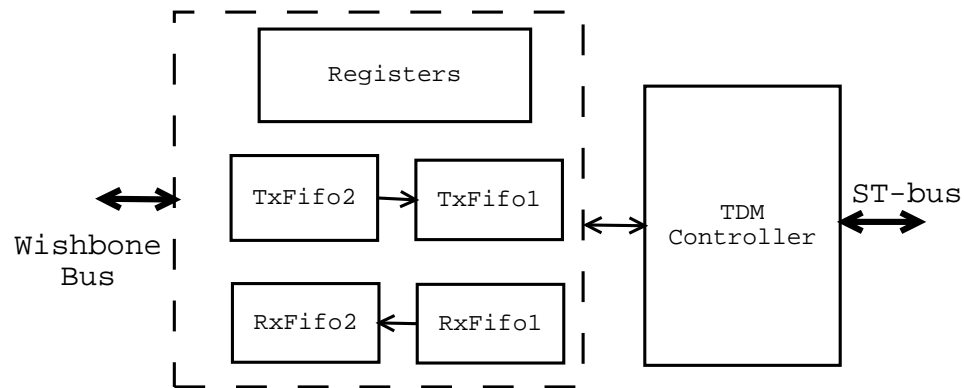 Registers
TxFifo2
TxFifo1
RxFifo2
RxFifo1
Wishbone
Bus
TDM
Controller
ST-bus